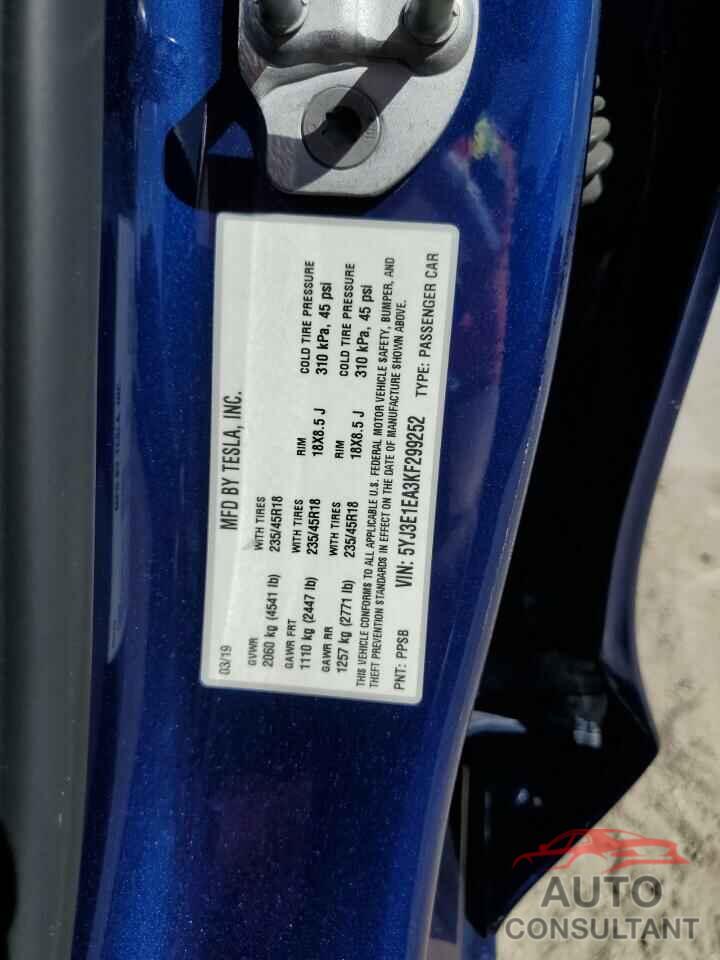 MFD BY TESLA, INC.
03/19
GVWR WITH TIRES
2060 kg (4541 lb) 235/45R18
GAWR FRT WITH TIRES RIM COLD TIRE PRESSURE
1110 kg (2447 lb) 235/45R18 18X8.5 J 310 kPa, 45 psi
GAWR RR WITH TIRES RIM COLD TIRE PRESSURE
1257 kg (2771 lb) 235/45R18 18X8.5 J 310 kPa, 45 psi
THIS VEHICLE CONFORMS TO ALL APPLICABLE U.S. FEDERAL MOTOR VEHICLE SAFETY, BUMPER, AND
THEFT PREVENTION STANDARDS IN EFFECT ON THE DATE OF MANUFACTURE SHOWN ABOVE.
PNT: PPSB VIN: 5YJ3E1EA3KF299252 TYPE: PASSENGER CAR
AUTO
CONSULTANT